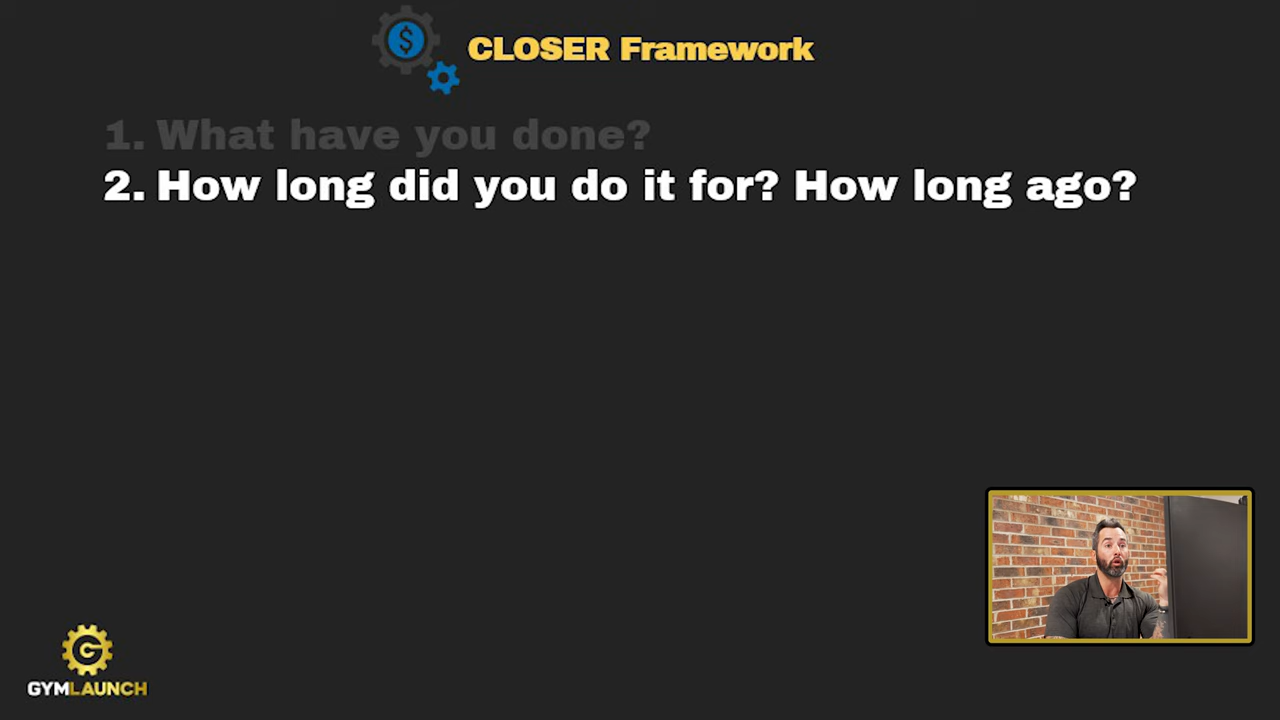 $
CLOSER Framework
1. What have you done?
2. How long did you do it for? How long ago?
G
GYMLAUNCH